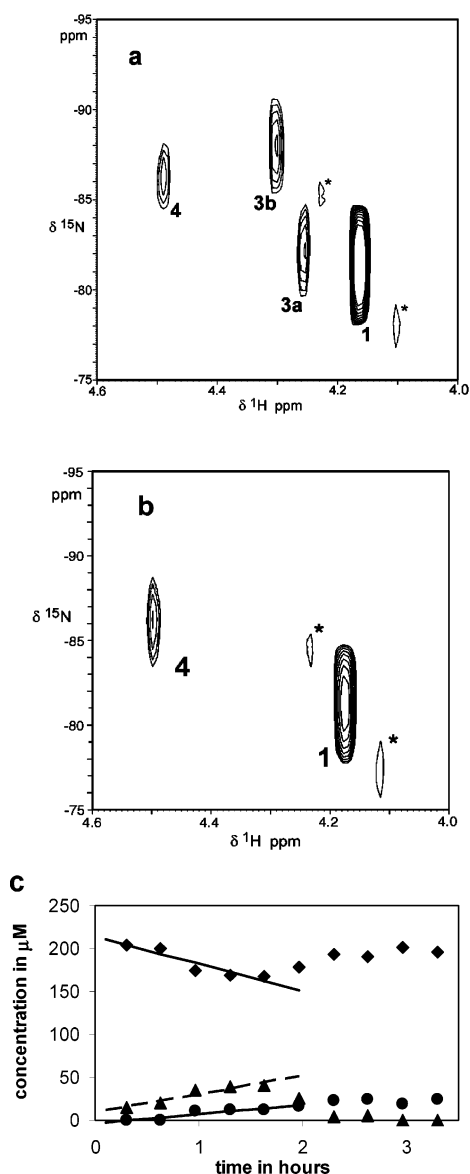 -95
ppm
a
-90
*
-85
4
3b
δ 15N
-80
3a
1
*
-75
4.6
4.4
4.2
4.0
δ 1H ppm
-95
ppm
b
-90
δ 15N
-85
*
4
-80
1
*
-75
4.6
4.4
4.2
4.0
δ 1H ppm
c
250
200
150
100
50
0
concentration in μM
0
1
2
3
time in hours